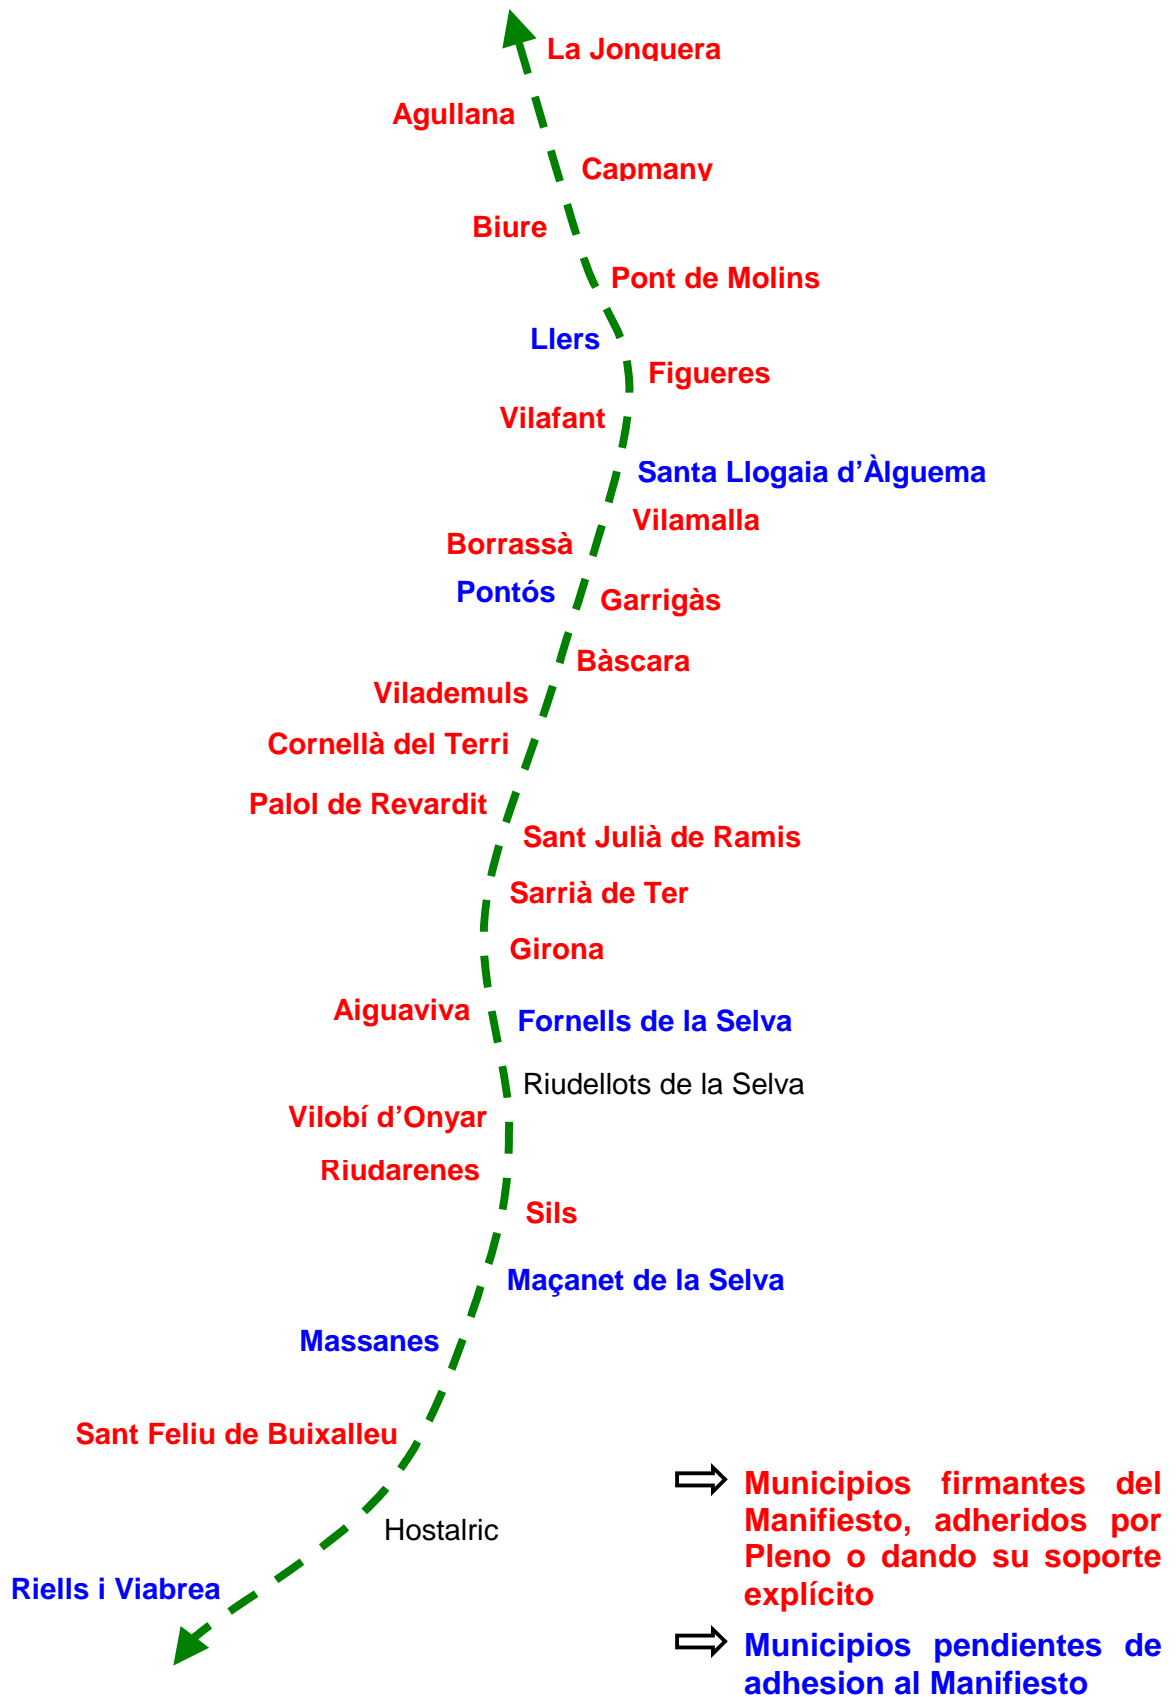 La Jonquera
Agullana
Capmany
Biure
Pont de Molins
Llers
Figueres
Vilafant
Santa Llogaia d’Àlguema
Vilamalla
Borrassà
Pontós
Garrigàs
Bàscara
Vilademuls
Cornellà del Terri
Palol de Revardit
Sant Julià de Ramis
Sarrià de Ter
Girona
Aiguaviva
Fornells de la Selva
Riudellots de la Selva
Vilobí d’Onyar
Riudarenes
Sils
Maçanet de la Selva
Massanes
Sant Feliu de Buixalleu
Hostalric
Riells i Viabrea
Municipios firmantes del
Manifiesto, adheridos por
Pleno o dando su soporte
explícito
Municipios pendientes de
adhesion al Manifiesto